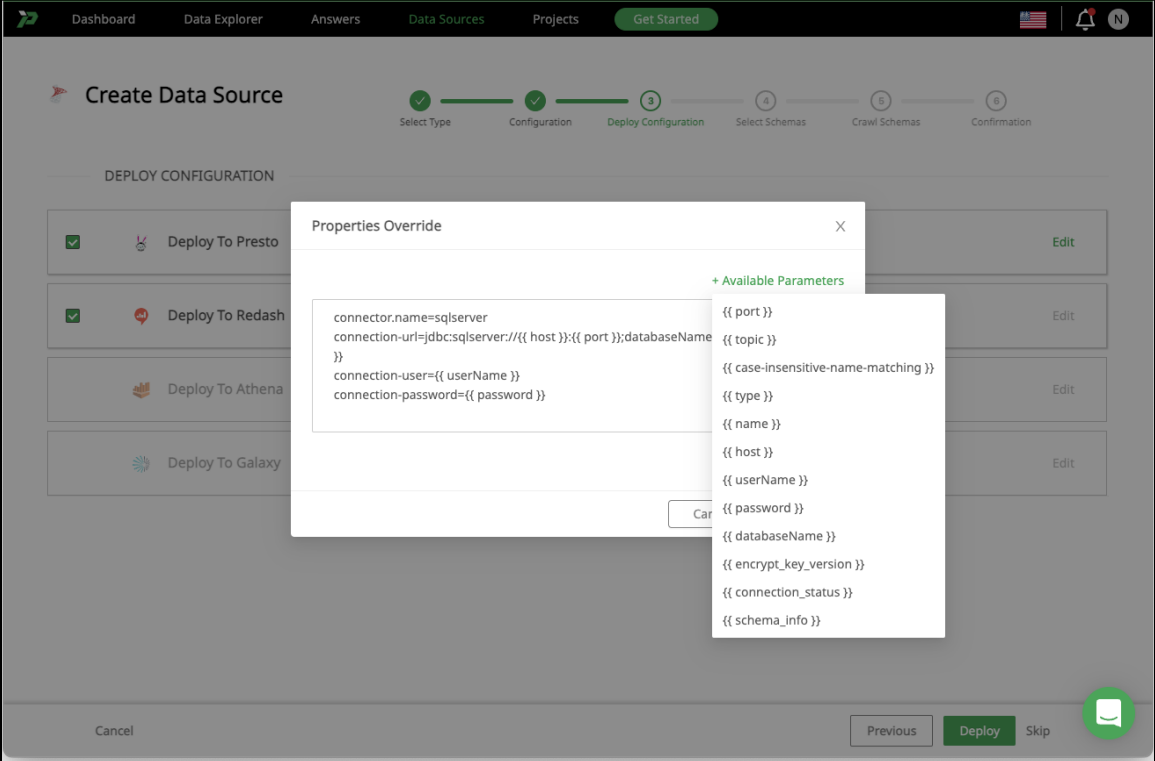 Dashboard Data Explorer Answers Data Sources Projects Get Started N
Create Data Source
3 4 5 6
Select Type Configuration Deploy Configuration Select Schemas Crawl Schemas Confirmation
DEPLOY CONFIGURATION
Properties Override X
Deploy To Presto Edit
+ Available Parameters
Deploy To Redash Edit
connector.name=sqlserver
connection-url=jdbc:sqlserver://{{ host }}:{{ port }};databaseName
}}
connection-user={{ userName }}
connection-password={{ password }}
{{ port }}
{{ topic }}
{{ case-insensitive-name-matching }}
{{ type }}
{{ name }}
{{ host }}
{{ userName }}
{{ password }}
{{ databaseName }}
{{ encrypt_key_version }}
{{ connection_status }}
{{ schema_info }}
Deploy To Athena Edit
Deploy To Galaxy Edit
Cancel Previous Deploy Skip